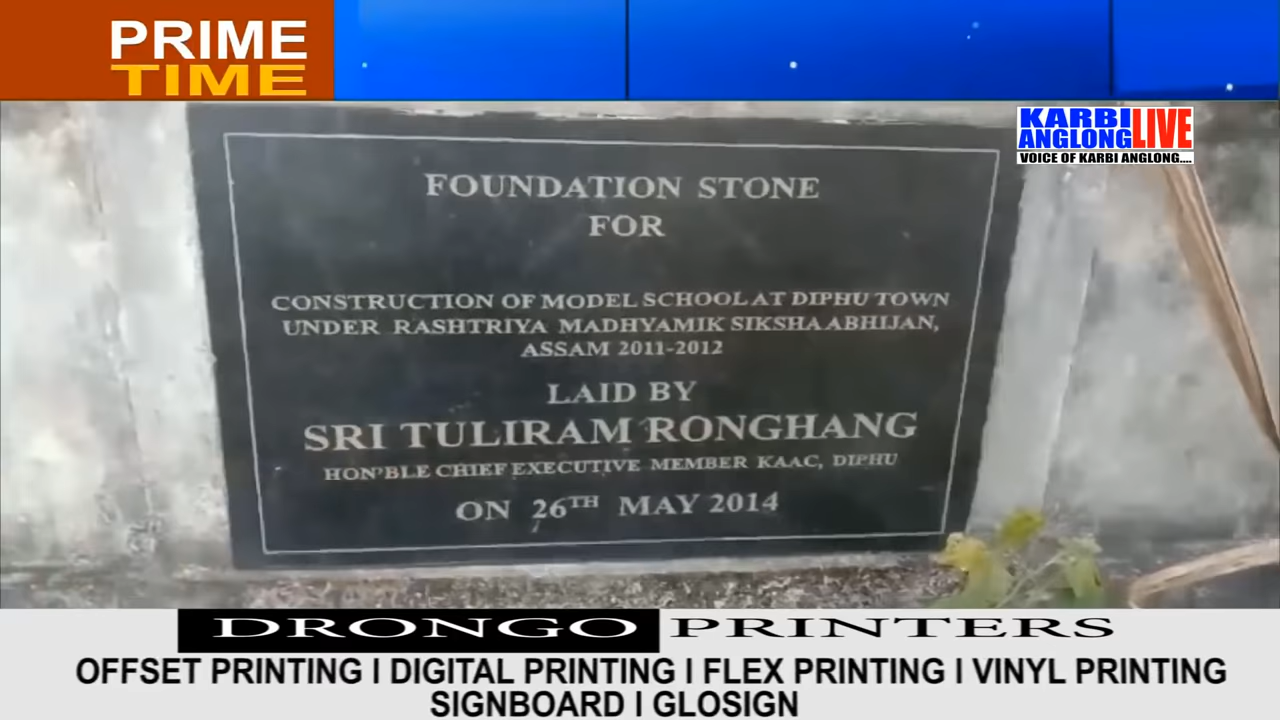 PRIME
TIME
KARBI
ANGLONG LIVE
VOICE OF KARBI ANGLONG....
FOUNDATION STONE
FOR
CONSTRUCTION OF MODEL SCHOOL AT DIPHU TOWN
UNDER RASHTRIYA MADHYAMIK SIKSHA ABHIJAN,
ASSAM 2011-2012
LAID BY
SRI TULIRAM RONGHANG
HON'BLE CHIEF EXECUTIVE MEMBER KAAC, DIPHU
ON 26TH MAY 2014
DRONGO PRINTERS
OFFSET PRINTING I DIGITAL PRINTING I FLEX PRINTING I VINYL PRINTING
SIGNBOARD I GLOSIGN